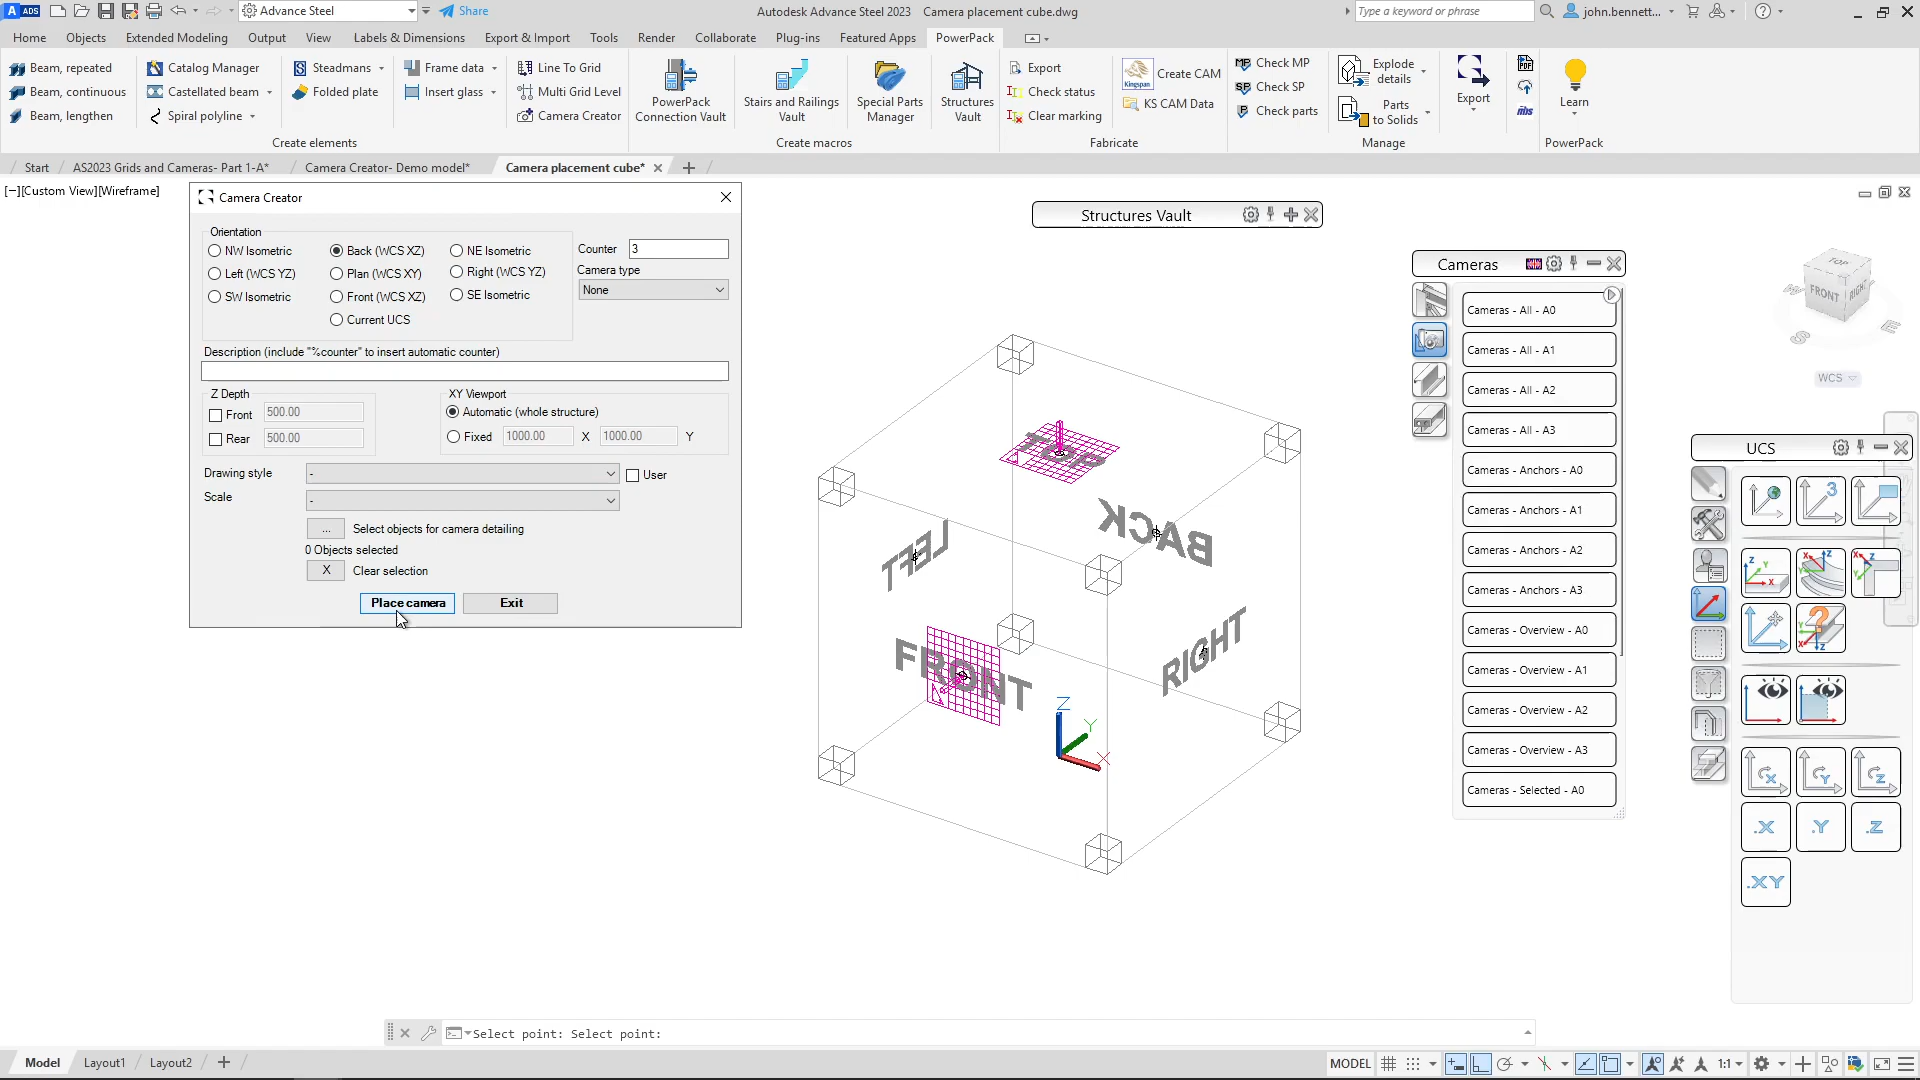 A ADS
Advance Steel
Share
Autodesk Advance Steel 2023 Camera placement cube.dwg
Type a keyword or phrase
john.bennett...
Home Objects Extended Modeling Output View Labels & Dimensions Export & Import Tools Render Collaborate Plug-ins Featured Apps PowerPack
Beam, repeated
Beam, continuous
Beam, lengthen
Catalog Manager
Castellated beam
Spiral polyline
Steadmans
Folded plate
Frame data
Insert glass
Line To Grid
Multi Grid Level
Camera Creator
Create elements
PowerPack
Connection Vault
Stairs and Railings
Vault
Special Parts
Manager
Structures
Vault
Create macros
Export
Check status
Clear marking
Kingspan
Create CAM
KS CAM Data
Fabricate
MP Check MP
SP Check SP
P Check parts
Explode
details
Parts
to Solids
Export
PDF
nbs
Manage
Learn
PowerPack
Start AS2023 Grids and Cameras- Part 1-A* Camera Creator- Demo model* Camera placement cube*
[−][Custom View][Wireframe]
Camera Creator
Orientation
NW Isometric Back (WCS XZ) NE Isometric
Left (WCS YZ) Plan (WCS XY) Right (WCS YZ)
SW Isometric Front (WCS XZ) SE Isometric
Current UCS
Counter 3
Camera type
None
Description (include "%counter" to insert automatic counter)
Z Depth
Front 500.00
Rear 500.00
XY Viewport
Automatic (whole structure)
Fixed 1000.00 X 1000.00 Y
Drawing style - User
Scale -
... Select objects for camera detailing
0 Objects selected
X Clear selection
Place camera Exit
Structures Vault
TOP
BACK
LEFT
FRONT
RIGHT
Z
Y
X
Cameras
Cameras - All - A0
Cameras - All - A1
Cameras - All - A2
Cameras - All - A3
Cameras - Anchors - A0
Cameras - Anchors - A1
Cameras - Anchors - A2
Cameras - Anchors - A3
Cameras - Overview - A0
Cameras - Overview - A1
Cameras - Overview - A2
Cameras - Overview - A3
Cameras - Selected - A0
TOP
FRONT
RIGHT
S
E
WCS
UCS
3
Z
Y
X
X
Z
Y
X
Z
Y
?
X
Y
Z
.X
.Y
.Z
.XY
Select point: Select point:
Model Layout1 Layout2
MODEL
1:1